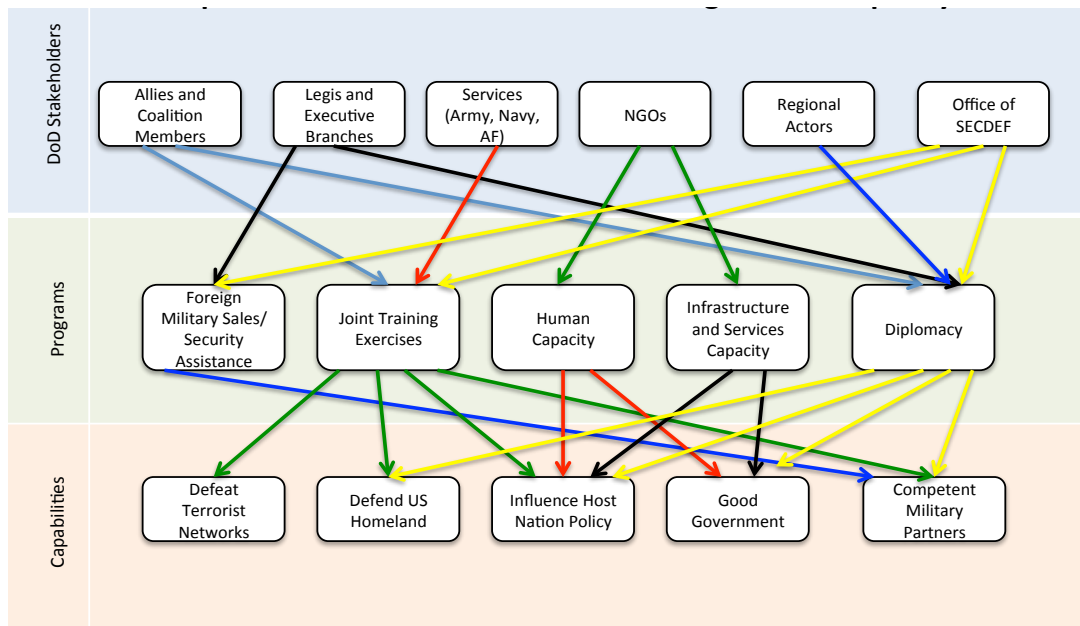 DoD Stakeholders
Allies and
Coalition
Members
Legis and
Executive
Branches
Services
(Army, Navy,
AF)
NGOs
Regional
Actors
Office of
SECDEF
Programs
Foreign
Military Sales/
Security
Assistance
Joint Training
Exercises
Human
Capacity
Infrastructure
and Services
Capacity
Diplomacy
Capabilities
Defeat
Terrorist
Networks
Defend US
Homeland
Influence Host
Nation Policy
Good
Government
Competent
Military
Partners